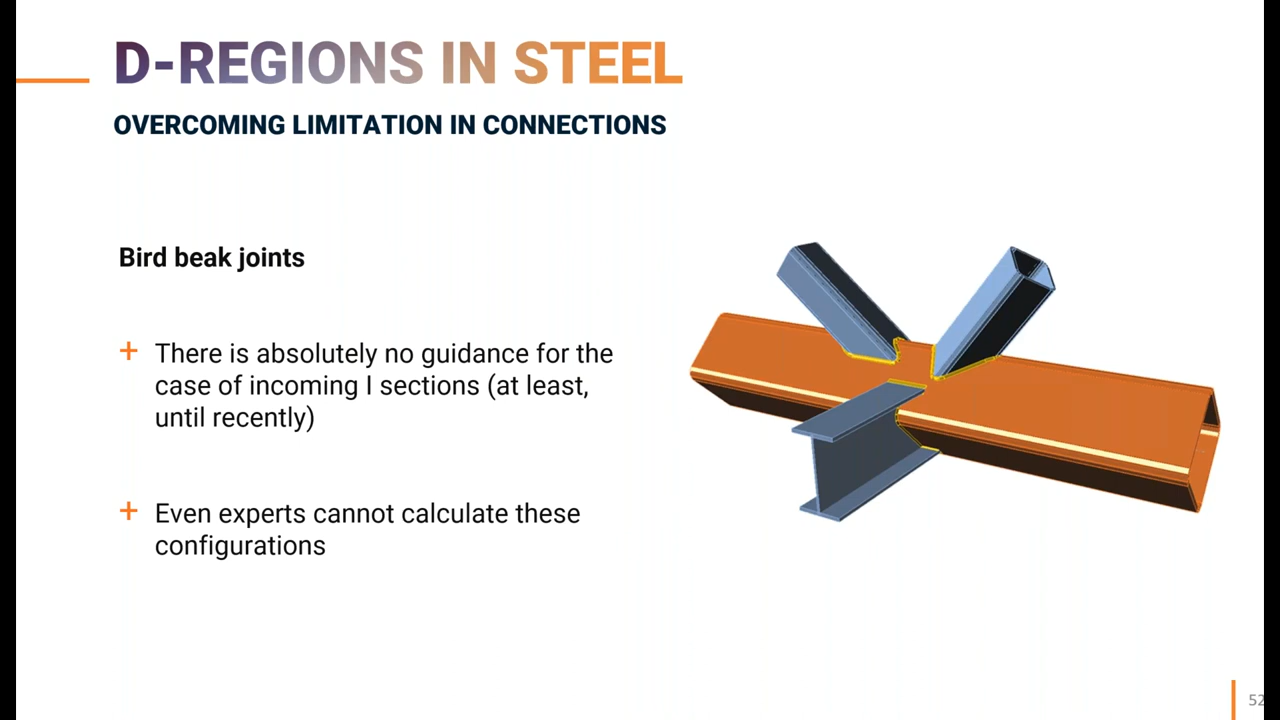 D-REGIONS IN STEEL
OVERCOMING LIMITATION IN CONNECTIONS
Bird beak joints
+ There is absolutely no guidance for the
case of incoming I sections (at least,
until recently)
+ Even experts cannot calculate these
configurations
52